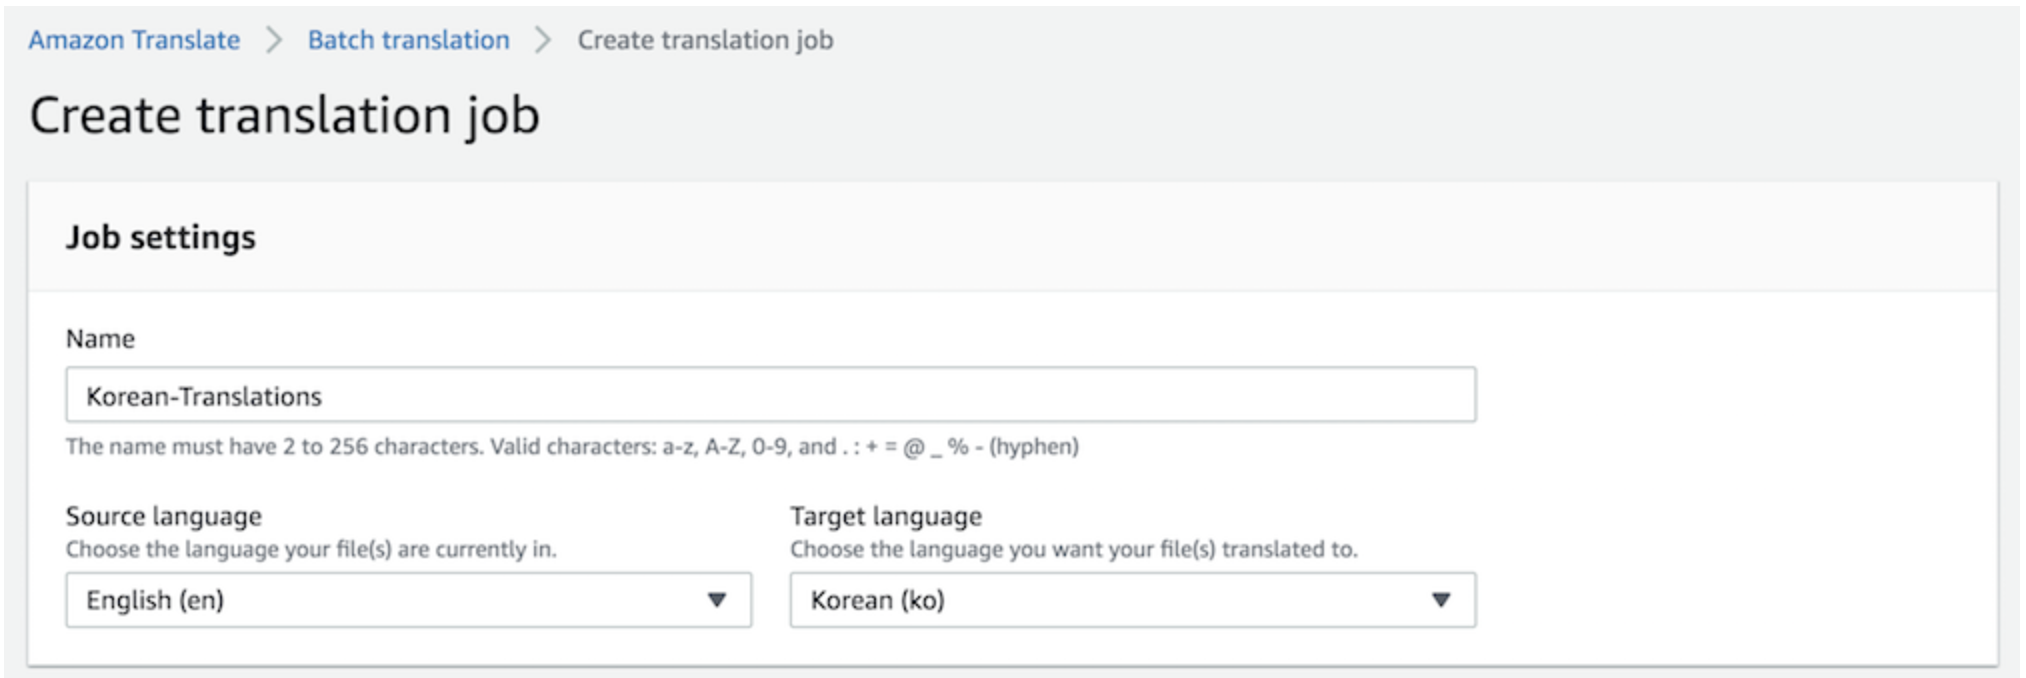 Amazon Translate > Batch translation > Create translation job
Create translation job
Job settings
Name
Korean-Translations
The name must have 2 to 256 characters. Valid characters: a-z, A-Z, 0-9, and . : + = @ _ % - (hyphen)
Source language
Choose the language your file(s) are currently in.
English (en)
Target language
Choose the language you want your file(s) translated to.
Korean (ko)